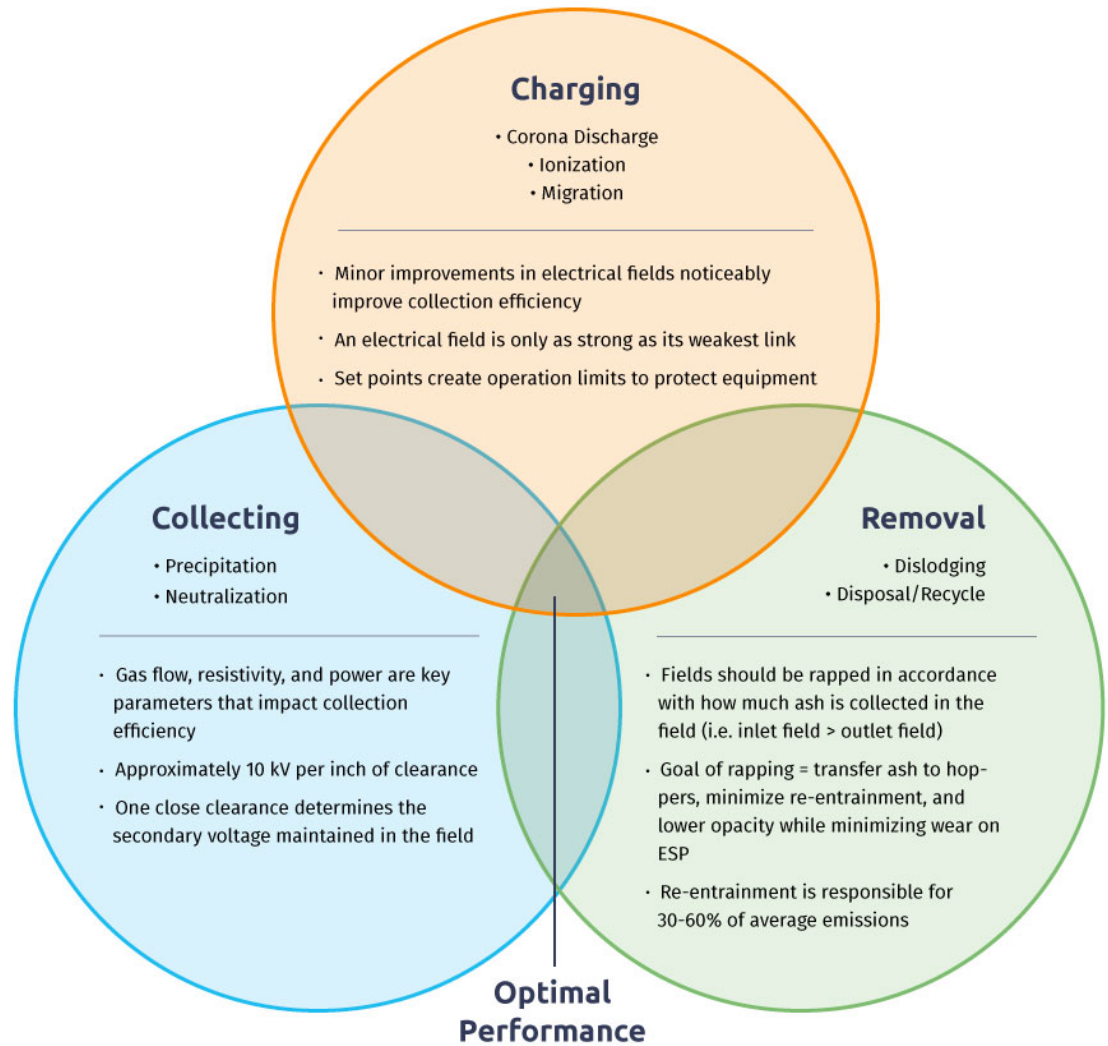 Charging
• Corona Discharge
• Ionization
• Migration
· Minor improvements in electrical fields noticeably
improve collection efficiency
· An electrical field is only as strong as its weakest link
· Set points create operation limits to protect equipment
Collecting
• Precipitation
• Neutralization
· Gas flow, resistivity, and power are key
parameters that impact collection
efficiency
· Approximately 10 kV per inch of clearance
· One close clearance determines the
secondary voltage maintained in the field
Removal
• Dislodging
• Disposal/Recycle
· Fields should be rapped in accordance
with how much ash is collected in the
field (i.e. inlet field > outlet field)
· Goal of rapping = transfer ash to hop-
pers, minimize re-entrainment, and
lower opacity while minimizing wear on
ESP
· Re-entrainment is responsible for
30-60% of average emissions
Optimal
Performance